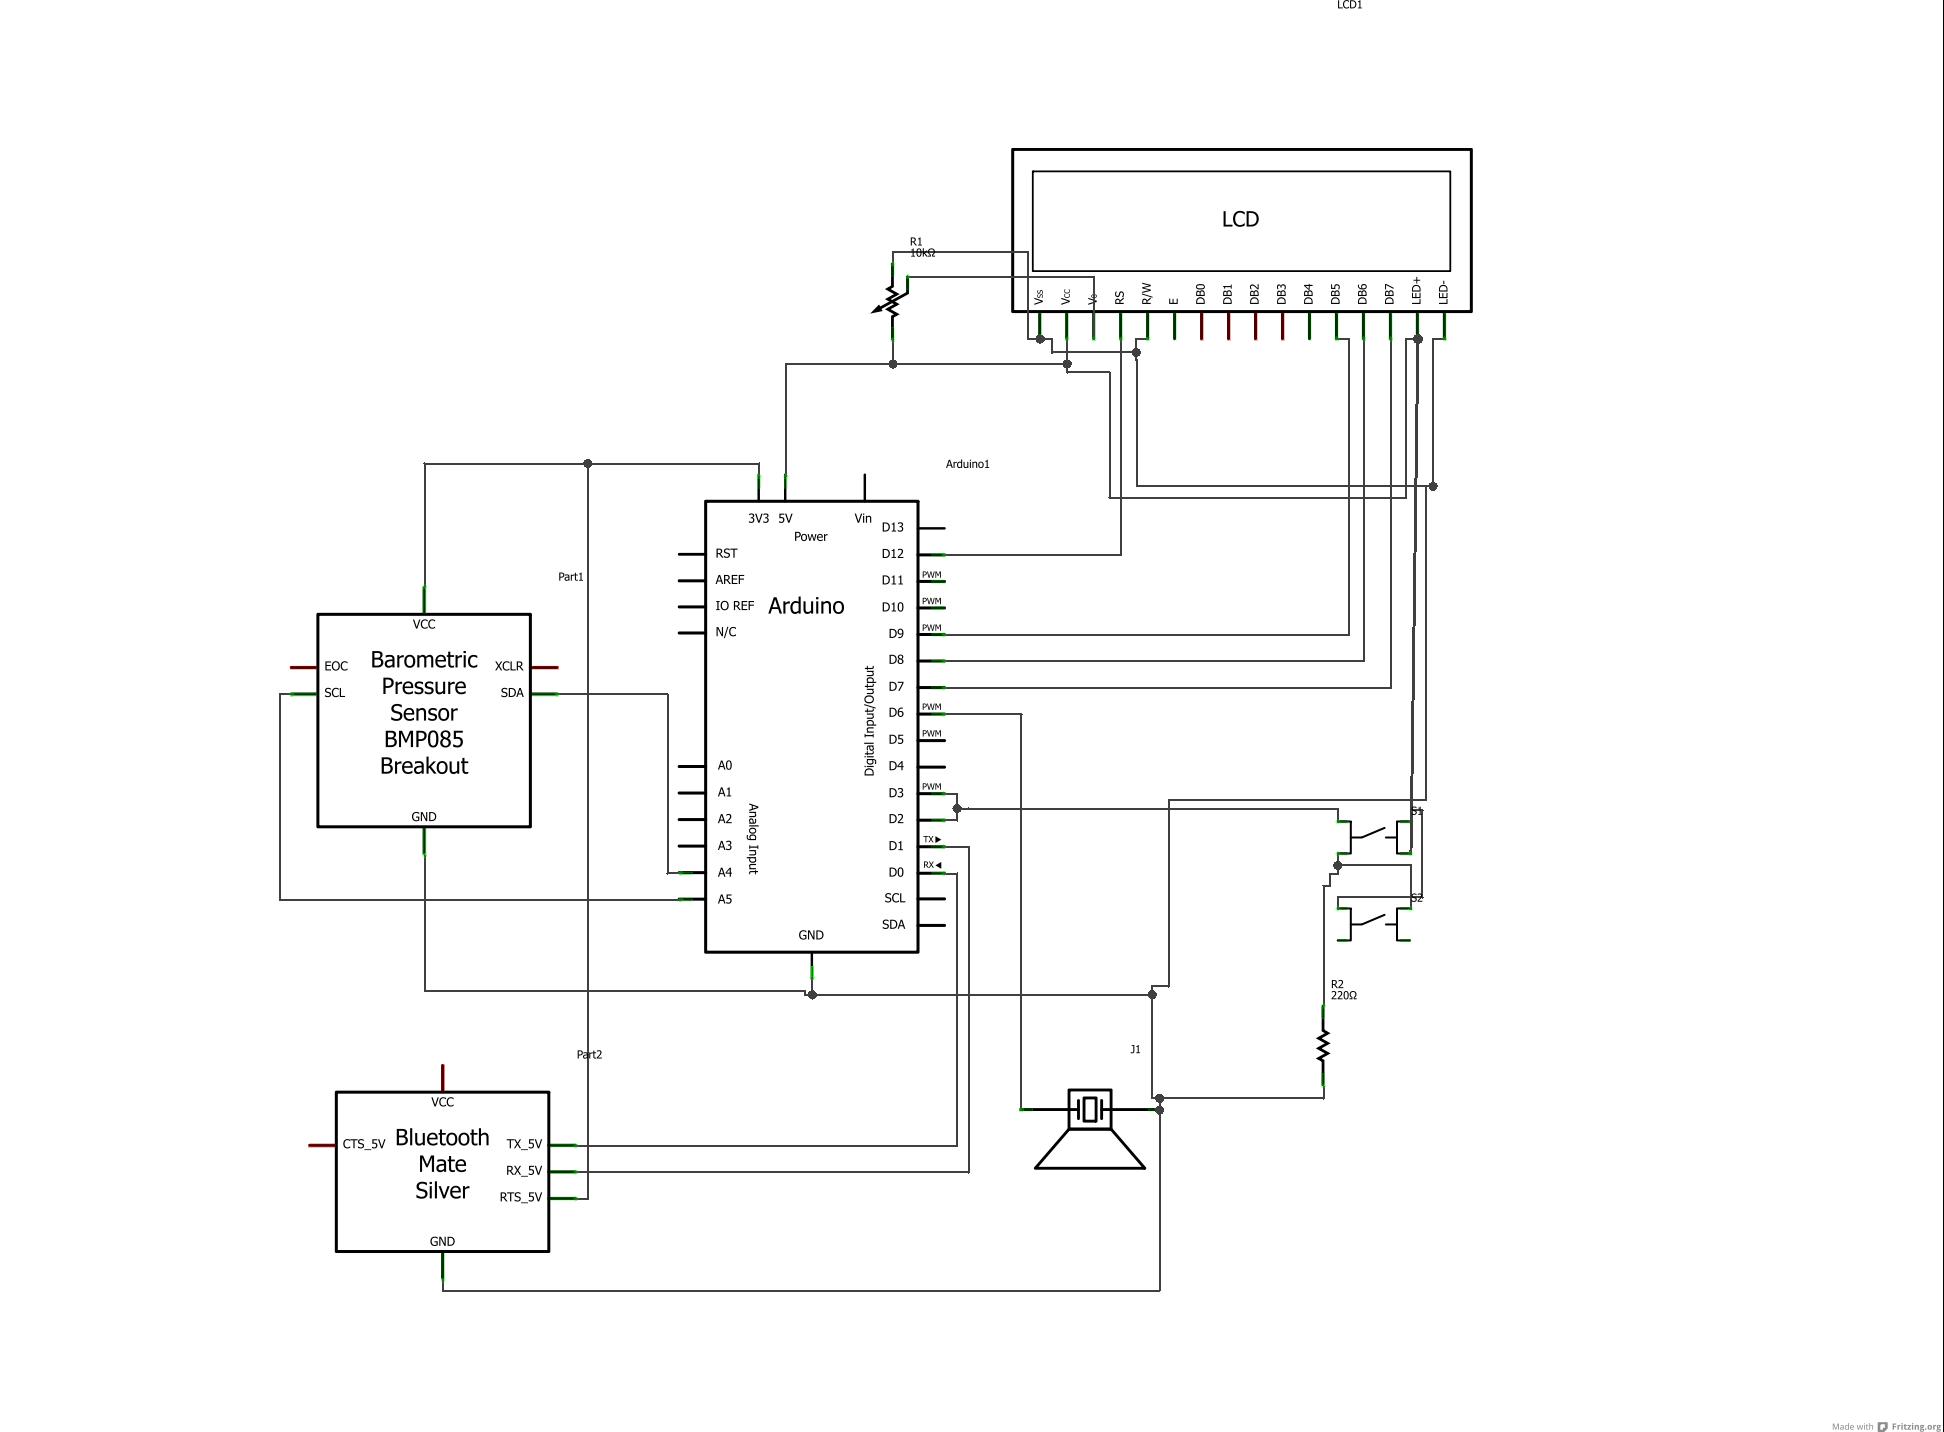 LCD1
LCD
R1
10kΩ
Vss
Vcc
V0
RS
R/W
E
DB0
DB1
DB2
DB3
DB4
DB5
DB6
DB7
LED+
LED-
Arduino1
3V3 5V Vin
Power
D13
RST
D12
Part1
AREF
D11 PWM
IO REF
Arduino
D10 PWM
N/C
D9 PWM
D8
D7
D6 PWM
D5 PWM
D4
Digital Input/Output
VCC
EOC
XCLR
SCL
SDA
Barometric
Pressure
Sensor
BMP085
Breakout
GND
A0
A1
A2
A3
A4
A5
Analog Input
D3 PWM
D2
D1 TX
D0 RX
SCL
SDA
GND
S1
S2
R2
220Ω
J1
Part2
VCC
CTS_5V
Bluetooth
Mate
Silver
TX_5V
RX_5V
RTS_5V
GND
Made with Fritzing.org